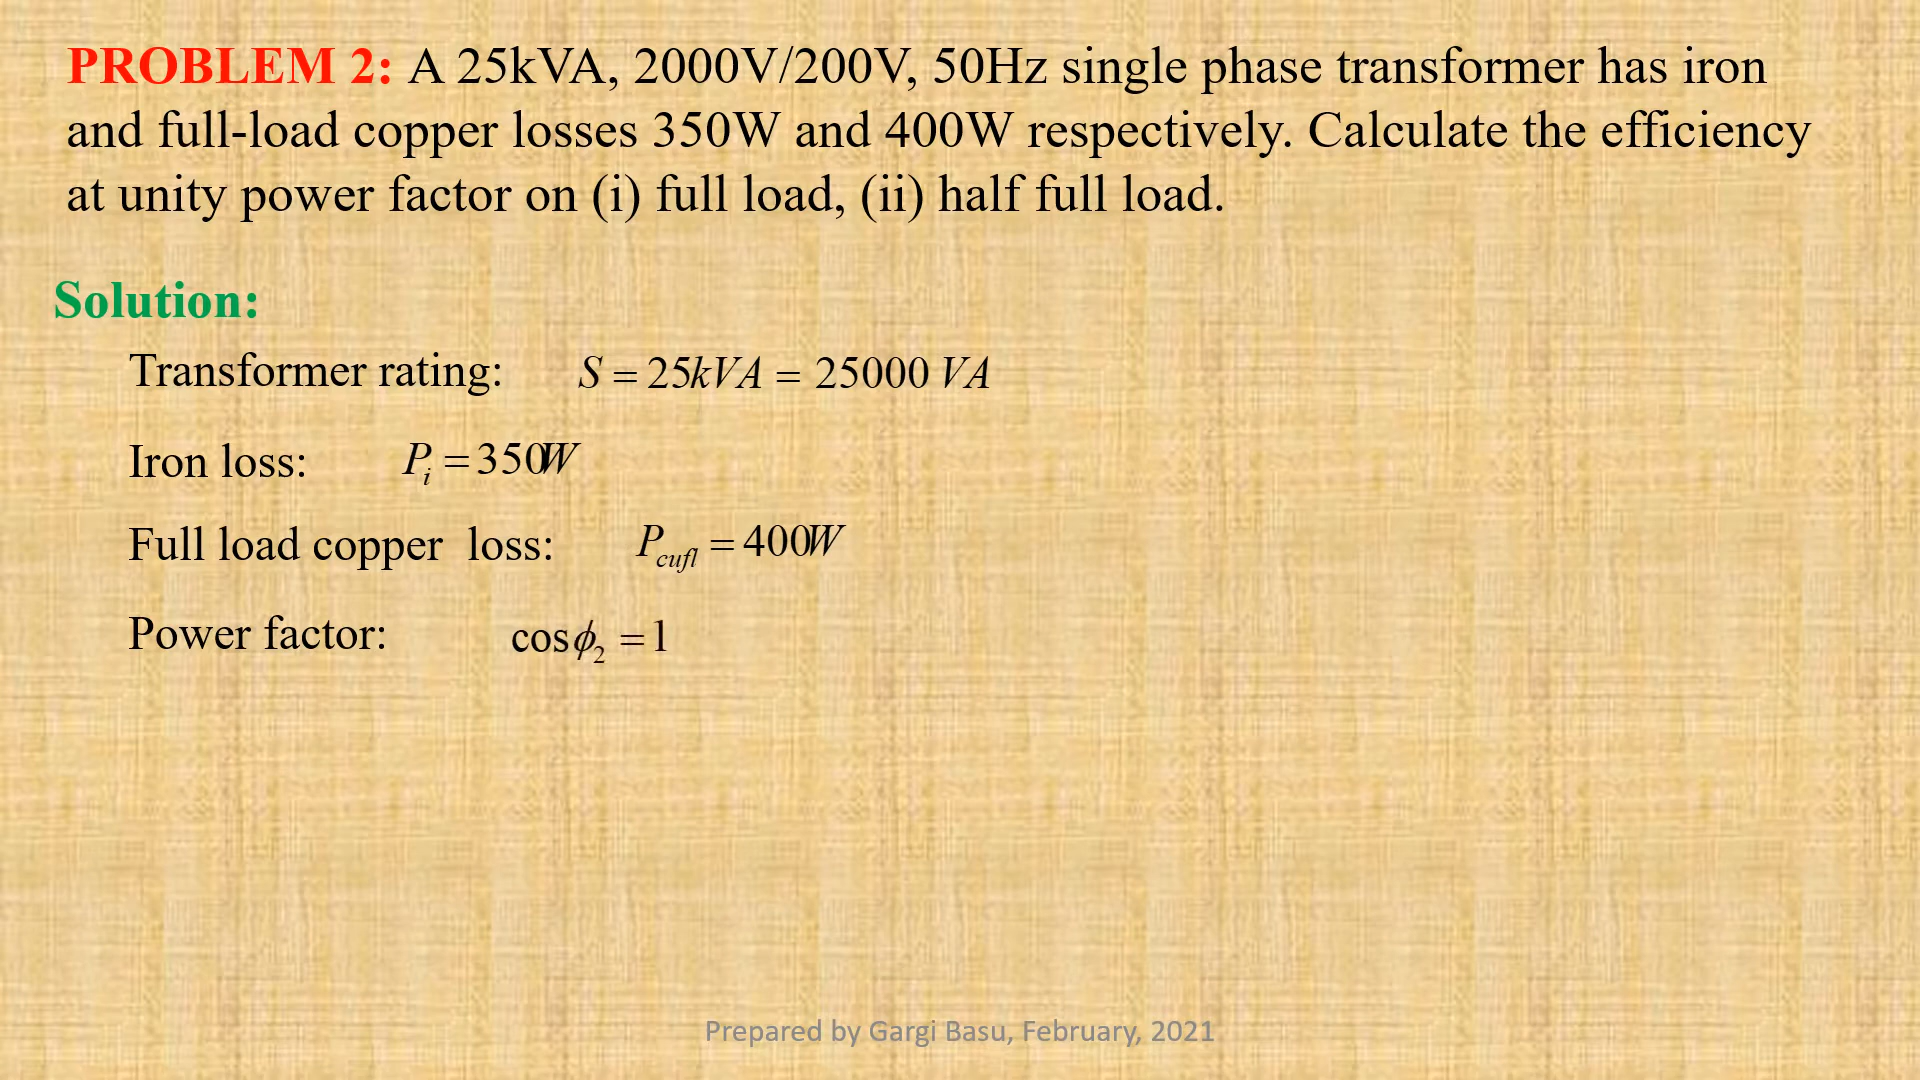 PROBLEM 2: A 25kVA, 2000V/200V, 50Hz single phase transformer has iron
and full-load copper losses 350W and 400W respectively. Calculate the efficiency
at unity power factor on (i) full load, (ii) half full load.
Solution:
Transformer rating: S = 25kVA = 25000 VA
Iron loss: P_i = 350W
Full load copper loss: P_cufl = 400W
Power factor: cosϕ₂ = 1
Prepared by Gargi Basu, February, 2021